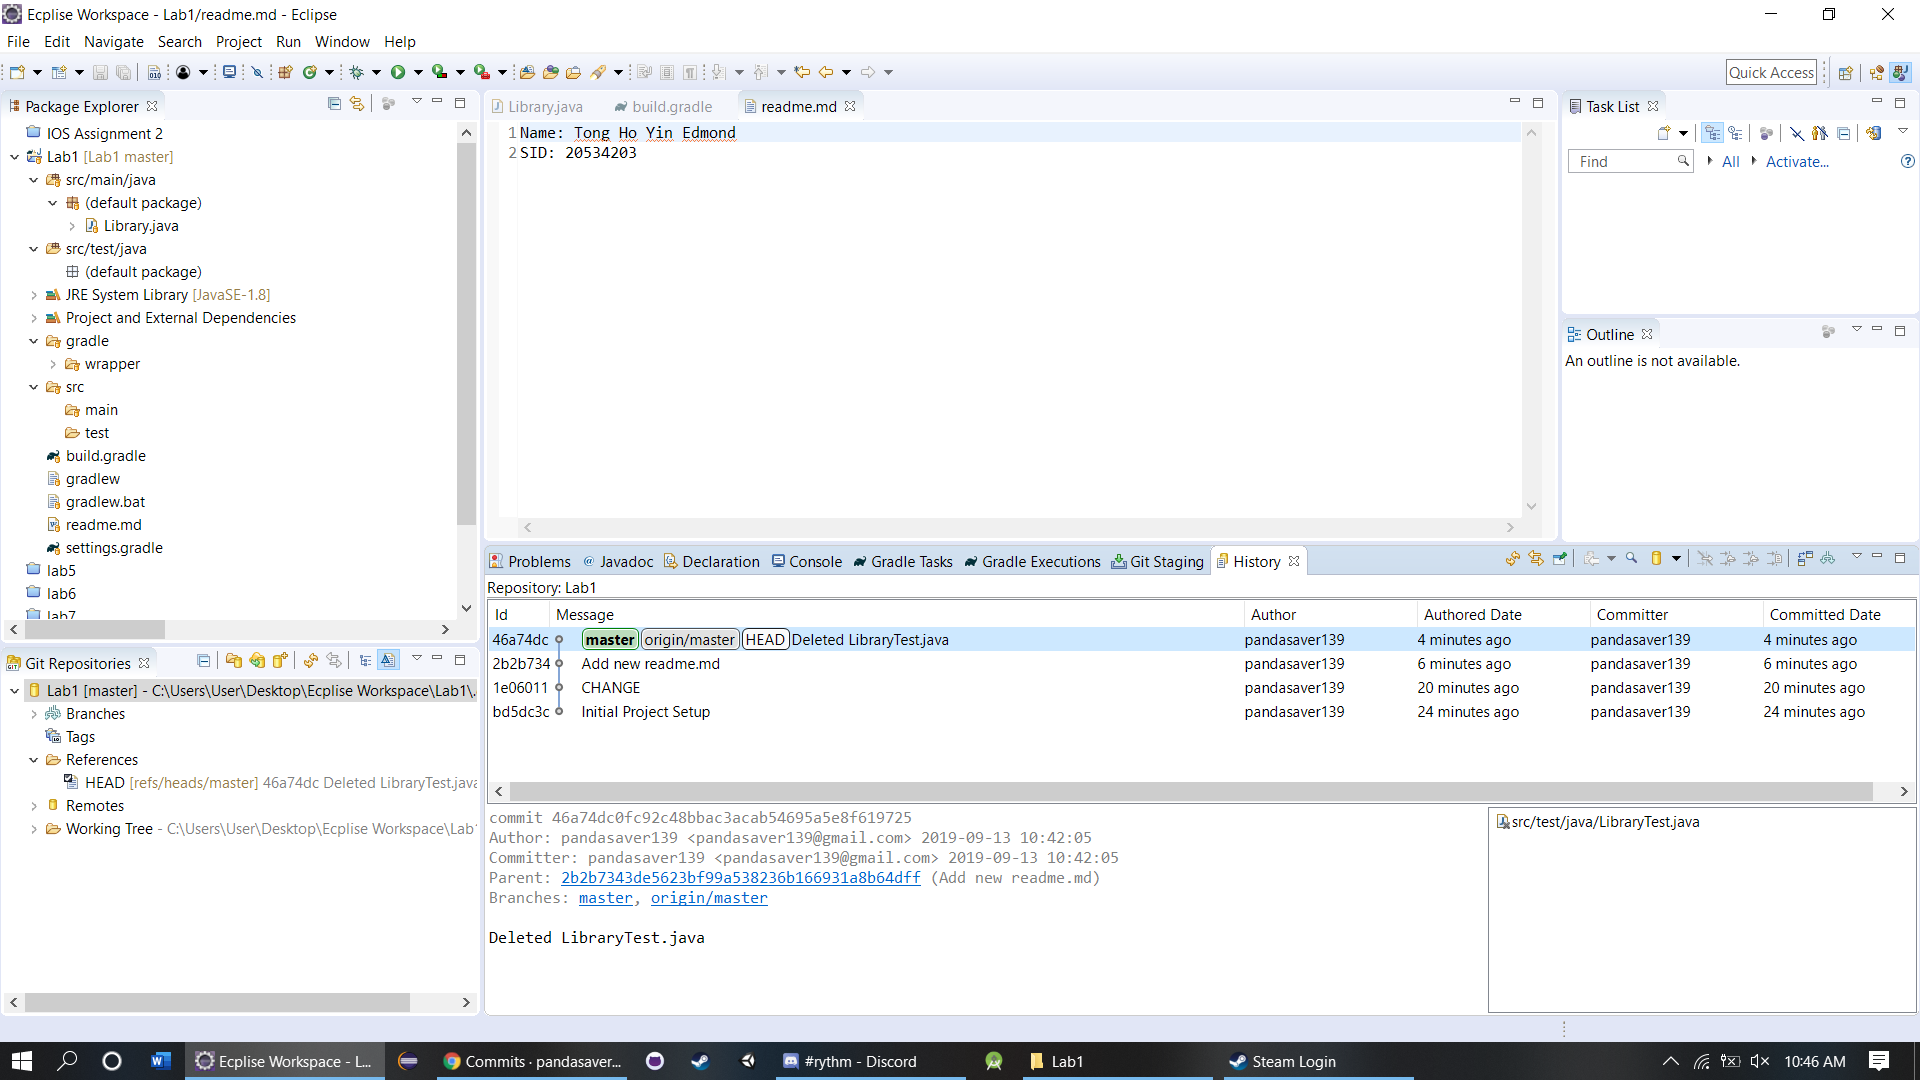 Ecplise Workspace - Lab1/readme.md - Eclipse
File Edit Navigate Search Project Run Window Help
Quick Access
Package Explorer
IOS Assignment 2
Lab1 [Lab1 master]
src/main/java
(default package)
Library.java
src/test/java
(default package)
JRE System Library [JavaSE-1.8]
Project and External Dependencies
gradle
wrapper
src
main
test
build.gradle
gradlew
gradlew.bat
readme.md
settings.gradle
lab5
lab6
lab7
Git Repositories
Lab1 [master] - C:\Users\User\Desktop\Ecplise Workspace\Lab1\.
Branches
Tags
References
HEAD [refs/heads/master] 46a74dc Deleted LibraryTest.java
Remotes
Working Tree - C:\Users\User\Desktop\Ecplise Workspace\Lab1
Library.java build.gradle readme.md
1 Name: Tong Ho Yin Edmond
2 SID: 20534203
Task List
Find All Activate...
Outline
An outline is not available.
Problems Javadoc Declaration Console Gradle Tasks Gradle Executions Git Staging History
Repository: Lab1
Id Message Author Authored Date Committer Committed Date
46a74dc master origin/master HEAD Deleted LibraryTest.java pandasaver139 4 minutes ago pandasaver139 4 minutes ago
2b2b734 Add new readme.md pandasaver139 6 minutes ago pandasaver139 6 minutes ago
1e06011 CHANGE pandasaver139 20 minutes ago pandasaver139 20 minutes ago
bd5dc3c Initial Project Setup pandasaver139 24 minutes ago pandasaver139 24 minutes ago
commit 46a74dc0fc92c48bbac3acab54695a5e8f619725
Author: pandasaver139 <pandasaver139@gmail.com> 2019-09-13 10:42:05
Committer: pandasaver139 <pandasaver139@gmail.com> 2019-09-13 10:42:05
Parent: 2b2b7343de5623bf99a538236b166931a8b64dff (Add new readme.md)
Branches: master, origin/master
Deleted LibraryTest.java
src/test/java/LibraryTest.java
Ecplise Workspace - L... Commits · pandasaver... #rythm - Discord Lab1 Steam Login 10:46 AM